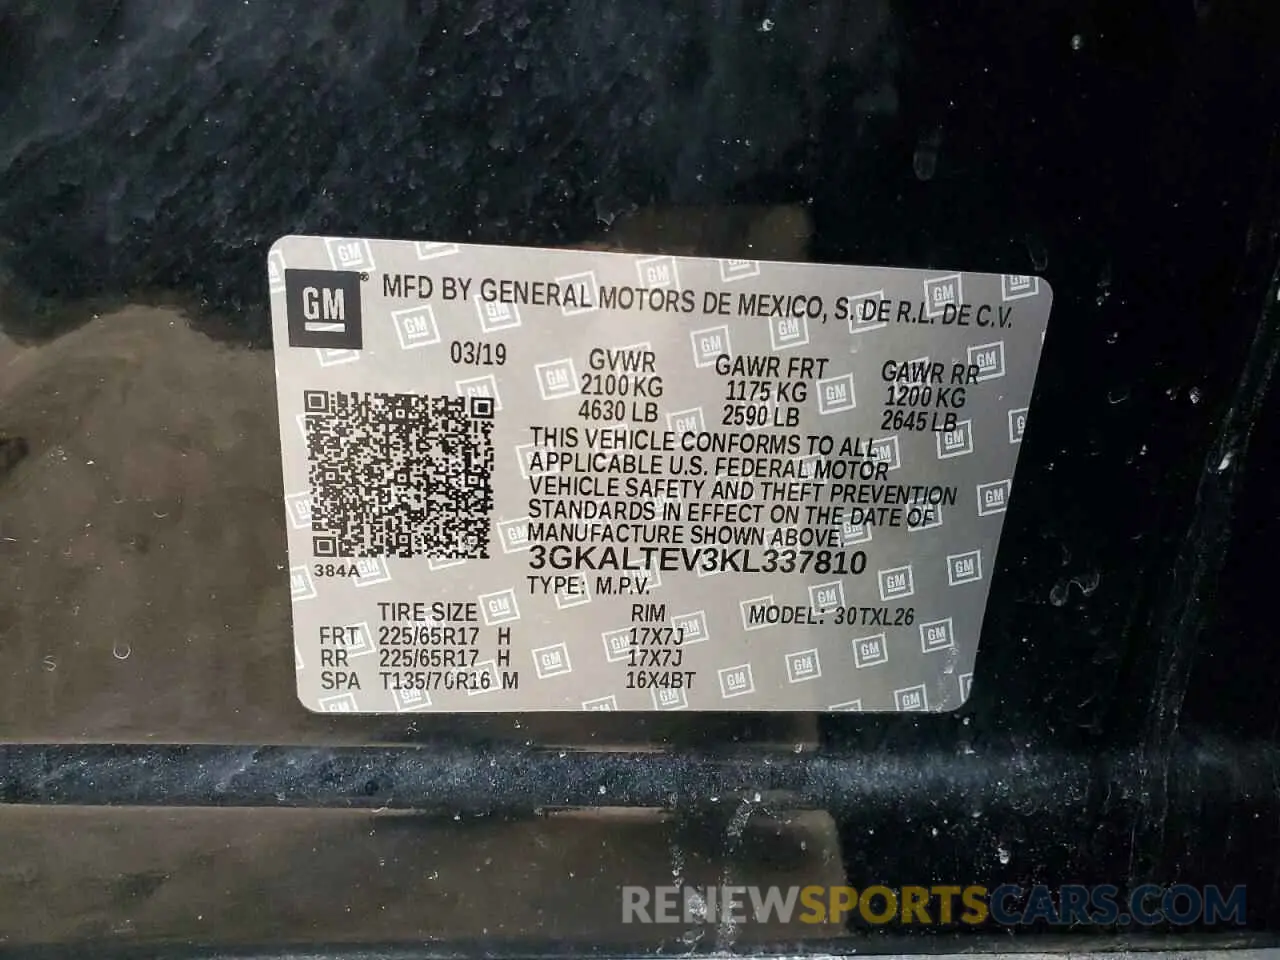 GM® MFD BY GENERAL MOTORS DE MEXICO, S. DE R.L. DE C.V.
03/19 GVWR GAWR FRT GAWR RR
2100 KG 1175 KG 1200 KG
4630 LB 2590 LB 2645 LB
THIS VEHICLE CONFORMS TO ALL
APPLICABLE U.S. FEDERAL MOTOR
VEHICLE SAFETY AND THEFT PREVENTION
STANDARDS IN EFFECT ON THE DATE OF
MANUFACTURE SHOWN ABOVE.
3GKALTEV3KL337810
384A
TYPE: M.P.V.
TIRE SIZE RIM MODEL: 30TXL26
FRT 225/65R17 H 17X7J
RR 225/65R17 H 17X7J
SPA T135/70R16 M 16X4BT
RENEWSPORTSCARS.COM